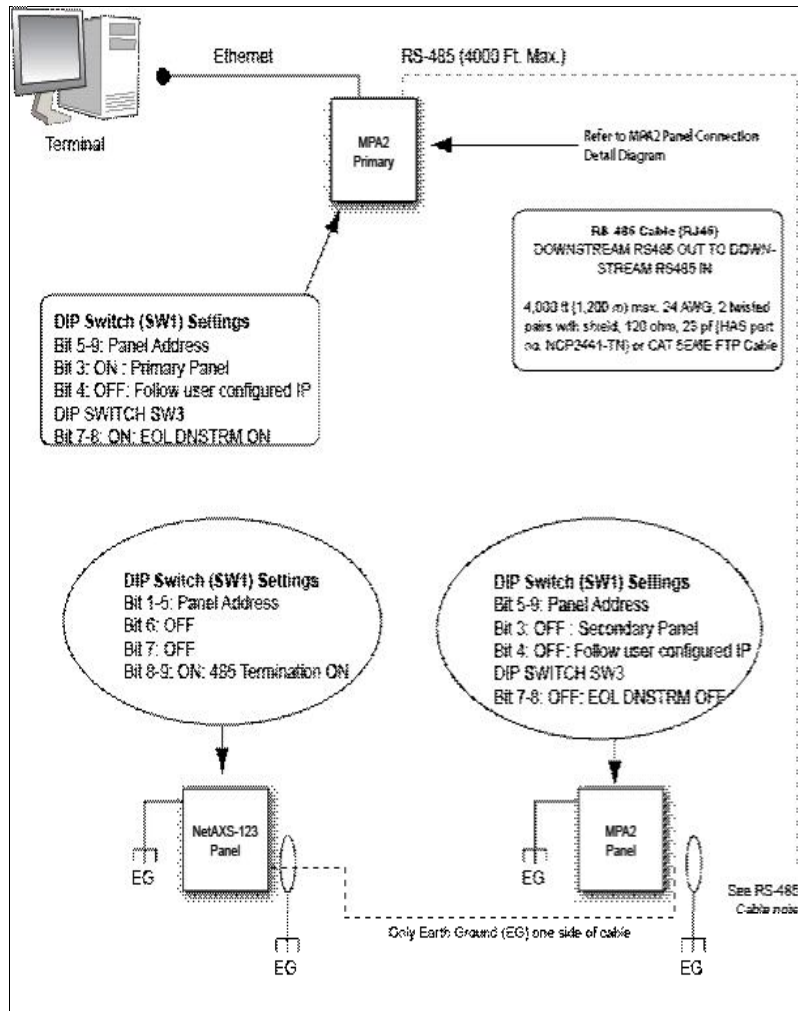 Ethernet
RS-485 (4000 Ft. Max.)
Terminal
MPA2
Primary
Refer to MPA2 Panel Connection
Detail Diagram
RS-485 Cable (RJ45)
DOWNSTREAM RS485 OUT TO DOWN-
STREAM RS485 IN
4,000 ft (1,200 m) max. 24 AWG, 2 twisted
pairs with shield, 120 ohm, 23 pf (HAS part
no. NCP2441-TN) or CAT 5E/6E FTP Cable
DIP Switch (SW1) Settings
Bit 5-9: Panel Address
Bit 3: ON : Primary Panel
Bit 4: OFF: Follow user configured IP
DIP SWITCH SW3
Bit 7-8: ON: EOL DNSTRM ON
DIP Switch (SW1) Settings
Bit 1-5: Panel Address
Bit 6: OFF
Bit 7: OFF
Bit 8-9: ON: 485 Termination ON
DIP Switch (SW1) Settings
Bit 5-9: Panel Address
Bit 3: OFF : Secondary Panel
Bit 4: OFF: Follow user configured IP
DIP SWITCH SW3
Bit 7-8: OFF: EOL DNSTRM OFF
NetAXS-123
Panel
EG
EG
MPA2
Panel
EG
EG
See RS-485
Cable note
Only Earth Ground (EG) one side of cable